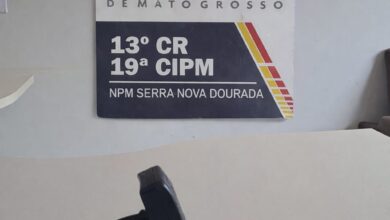 DE MATO GROSSO
13º CR
19ª CIPM
NPM SERRA NOVA DOURADA